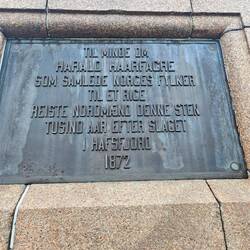 TIL MINDE OM
HARALD HAARFAGRE
SOM SAMLEDE NORGES FYLKER
TIL ET RIGE
REISTE NORDMÆND DENNE STEN
TUSIND AAR EFTER SLAGET
I HAFSFJORD
1872